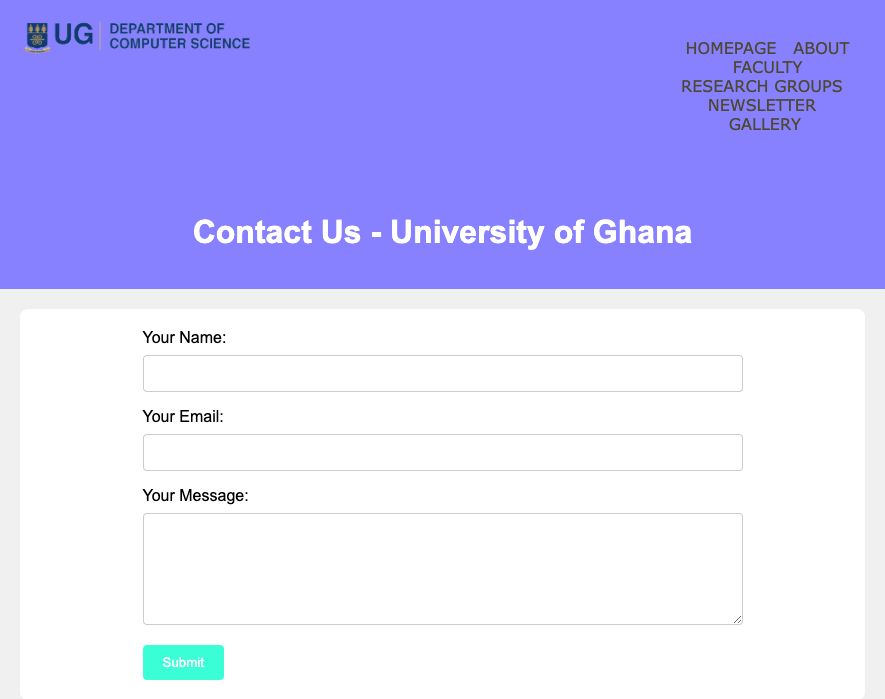 UG
DEPARTMENT OF
COMPUTER SCIENCE
HOMEPAGE ABOUT
FACULTY
RESEARCH GROUPS
NEWSLETTER
GALLERY
Contact Us - University of Ghana
Your Name:
Your Email:
Your Message:
Submit